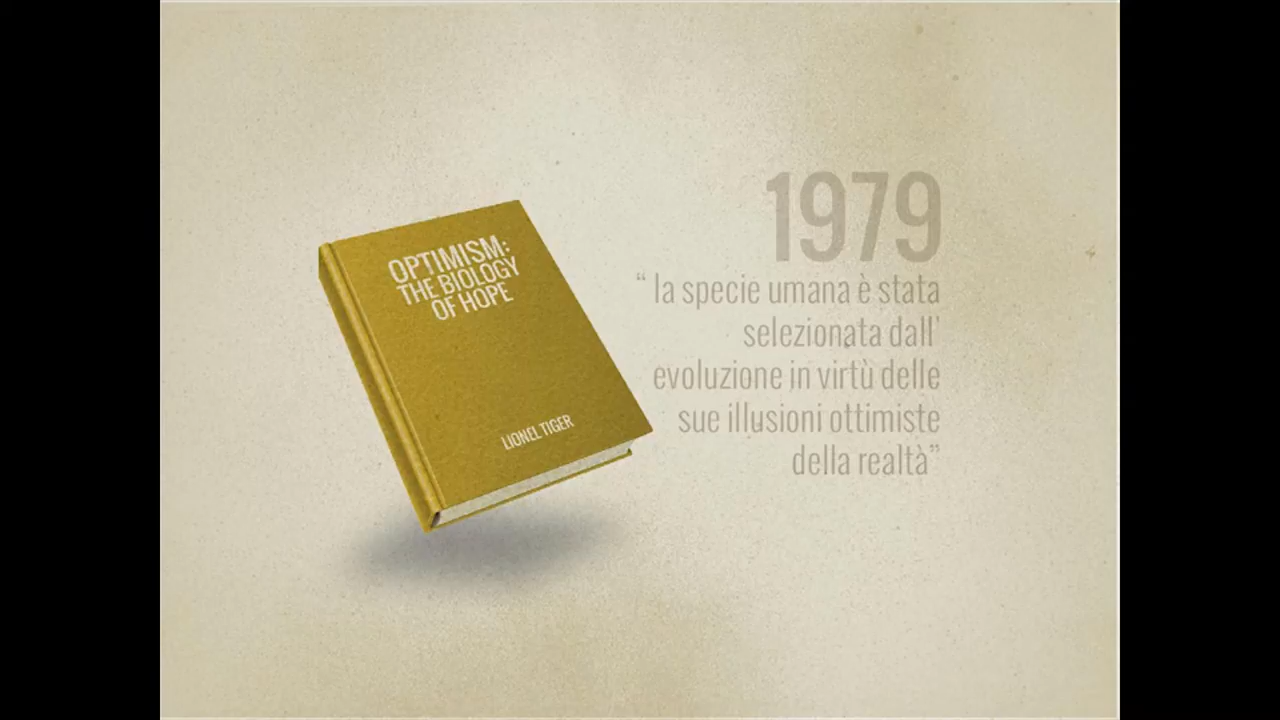 OPTIMISM:
THE BIOLOGY
OF HOPE
LIONEL TIGER
1979
“ la specie umana è stata
selezionata dall'
evoluzione in virtù delle
sue illusioni ottimiste
della realtà”